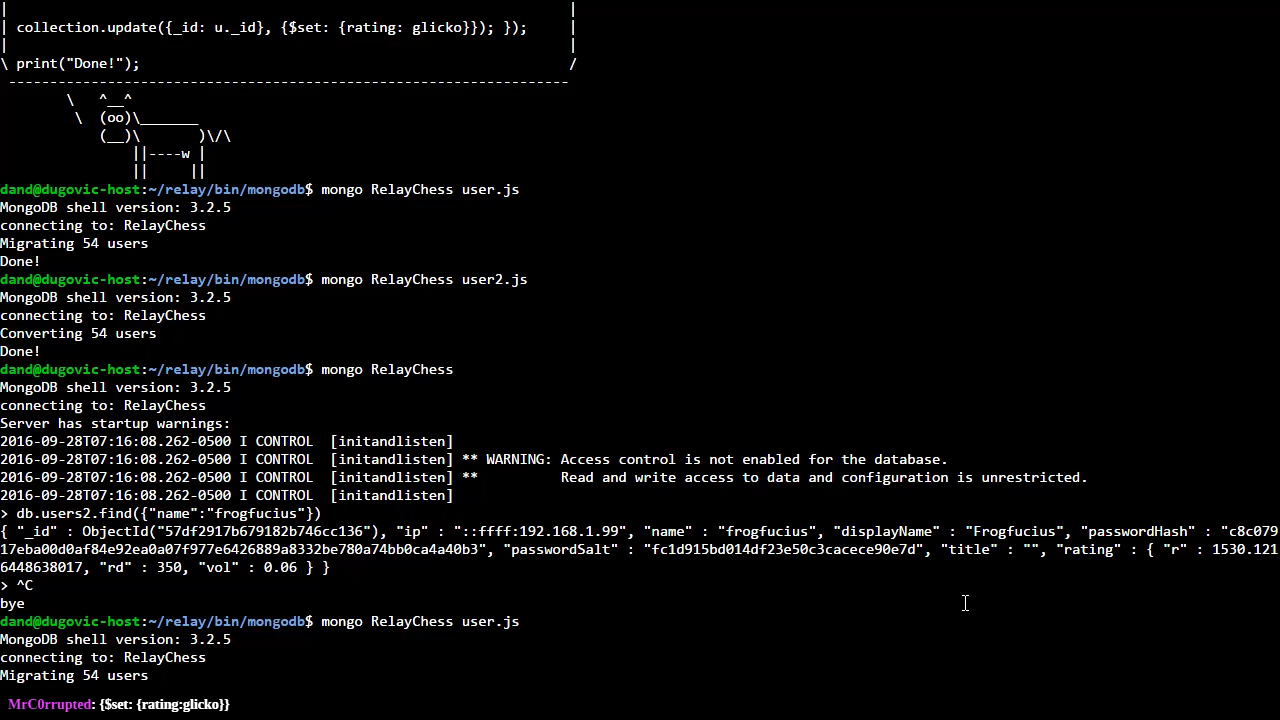 |                                                                    |
| collection.update({_id: u._id}, {$set: {rating: glicko}}); });     |
|                                                                    |
\ print("Done!");                                                    /
 --------------------------------------------------------------------
        \   ^__^
         \  (oo)\_______
            (__)\       )\/\
                ||----w |
                ||     ||
dand@dugovic-host:~/relay/bin/mongodb$ mongo RelayChess user.js
MongoDB shell version: 3.2.5
connecting to: RelayChess
Migrating 54 users
Done!
dand@dugovic-host:~/relay/bin/mongodb$ mongo RelayChess user2.js
MongoDB shell version: 3.2.5
connecting to: RelayChess
Converting 54 users
Done!
dand@dugovic-host:~/relay/bin/mongodb$ mongo RelayChess
MongoDB shell version: 3.2.5
connecting to: RelayChess
Server has startup warnings:
2016-09-28T07:16:08.262-0500 I CONTROL  [initandlisten]
2016-09-28T07:16:08.262-0500 I CONTROL  [initandlisten] ** WARNING: Access control is not enabled for the database.
2016-09-28T07:16:08.262-0500 I CONTROL  [initandlisten] **          Read and write access to data and configuration is unrestricted.
2016-09-28T07:16:08.262-0500 I CONTROL  [initandlisten]
> db.users2.find({"name":"frogfucius"})
{ "_id" : ObjectId("57df2917b679182b746cc136"), "ip" : "::ffff:192.168.1.99", "name" : "frogfucius", "displayName" : "Frogfucius", "passwordHash" : "c8c079
17eba00d0af84e92ea0a07f977e6426889a8332be780a74bb0ca4a40b3", "passwordSalt" : "fc1d915bd014df23e50c3cacece90e7d", "title" : "", "rating" : { "r" : 1530.121
6448638017, "rd" : 350, "vol" : 0.06 } }
> ^C
bye
dand@dugovic-host:~/relay/bin/mongodb$ mongo RelayChess user.js
MongoDB shell version: 3.2.5
connecting to: RelayChess
Migrating 54 users
MrC0rrupted: {$set: {rating:glicko}}